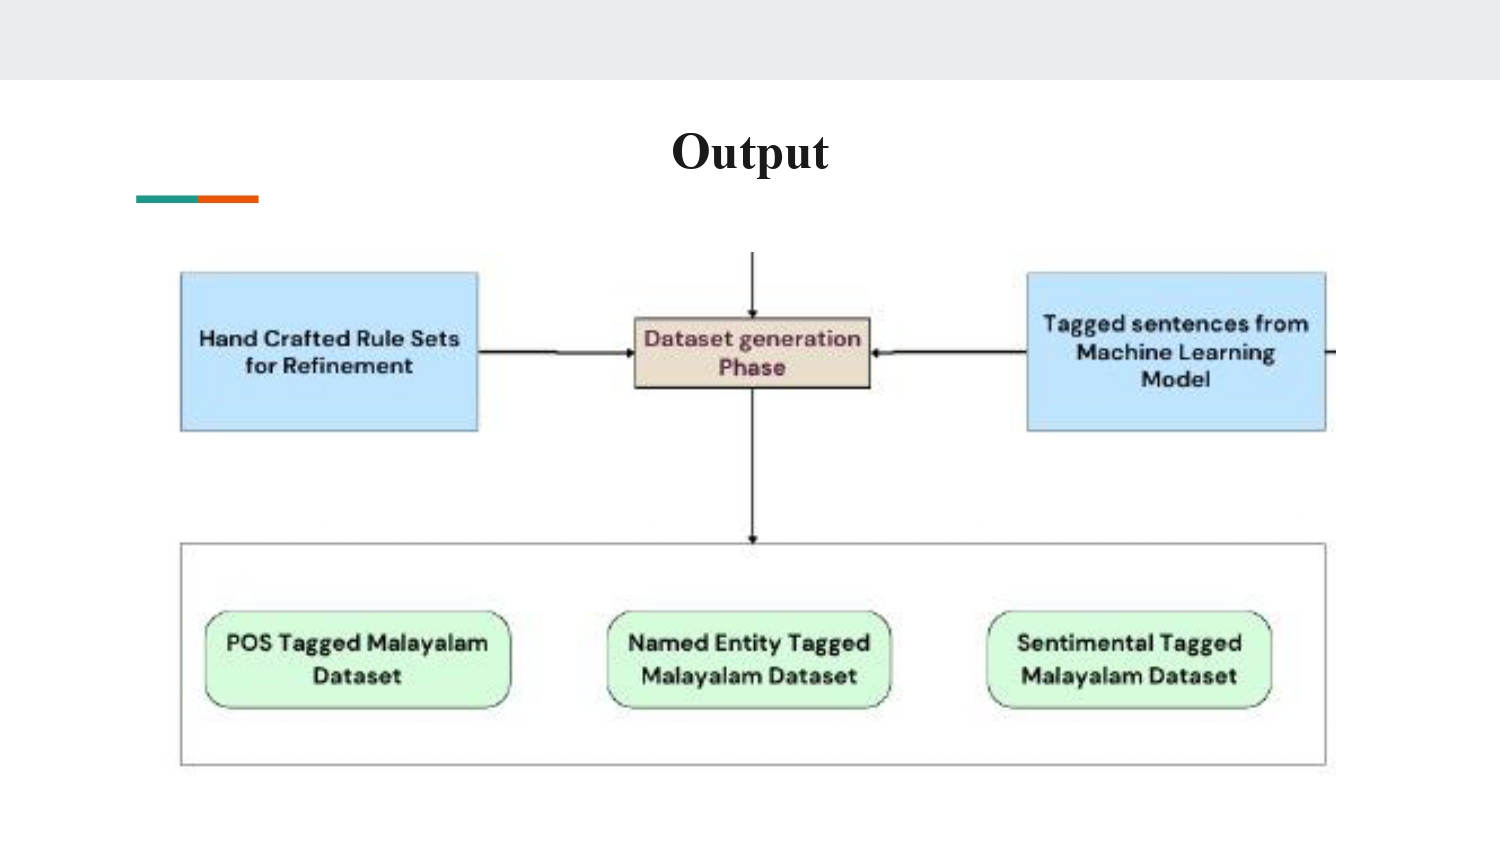 Output
Hand Crafted Rule Sets
for Refinement
Dataset generation
Phase
Tagged sentences from
Machine Learning
Model
POS Tagged Malayalam
Dataset
Named Entity Tagged
Malayalam Dataset
Sentimental Tagged
Malayalam Dataset